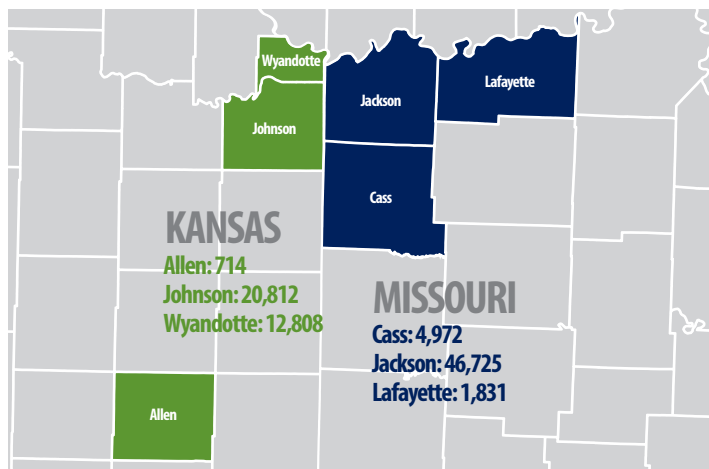 Wyandotte
Lafayette
Jackson
Johnson
Cass
KANSAS
Allen: 714
Johnson: 20,812
Wyandotte: 12,808
MISSOURI
Cass: 4,972
Jackson: 46,725
Lafayette: 1,831
Allen